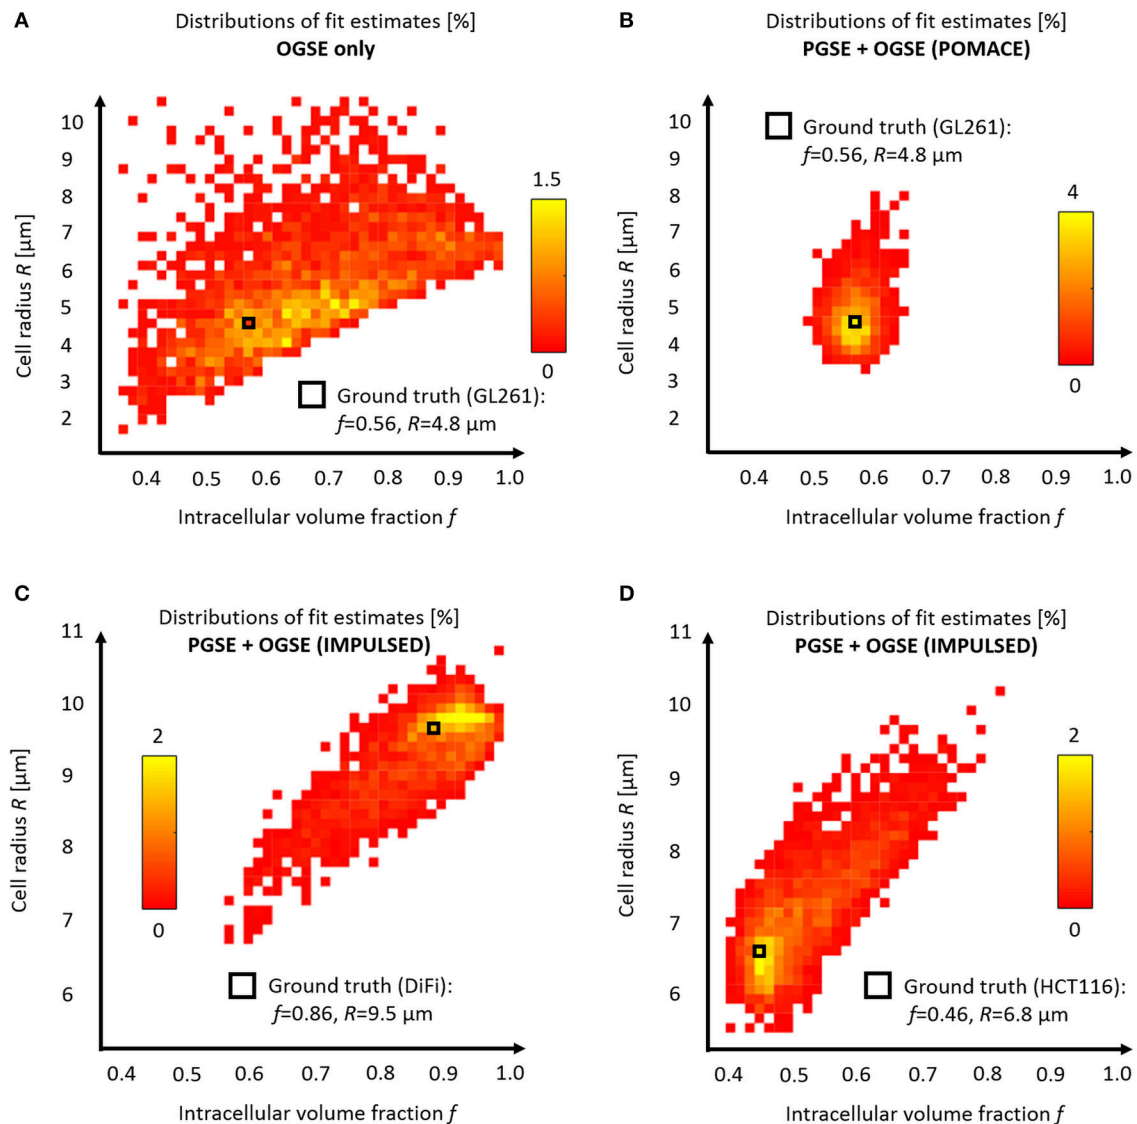 A
Distributions of fit estimates [%]
OGSE only
10
9
8
7
6
5
4
3
2
Cell radius R [µm]
1.5
0
Ground truth (GL261):
f=0.56, R=4.8 µm
0.4 0.5 0.6 0.7 0.8 0.9 1.0
Intracellular volume fraction f
B
Distributions of fit estimates [%]
PGSE + OGSE (POMACE)
Ground truth (GL261):
f=0.56, R=4.8 µm
10
9
8
7
6
5
4
3
2
Cell radius R [µm]
4
0
0.4 0.5 0.6 0.7 0.8 0.9 1.0
Intracellular volume fraction f
C
Distributions of fit estimates [%]
PGSE + OGSE (IMPULSED)
11
10
9
8
7
6
Cell radius R [µm]
2
0
Ground truth (DiFi):
f=0.86, R=9.5 µm
0.4 0.5 0.6 0.7 0.8 0.9 1.0
Intracellular volume fraction f
D
Distributions of fit estimates [%]
PGSE + OGSE (IMPULSED)
11
10
9
8
7
6
Cell radius R [µm]
2
0
Ground truth (HCT116):
f=0.46, R=6.8 µm
0.4 0.5 0.6 0.7 0.8 0.9 1.0
Intracellular volume fraction f